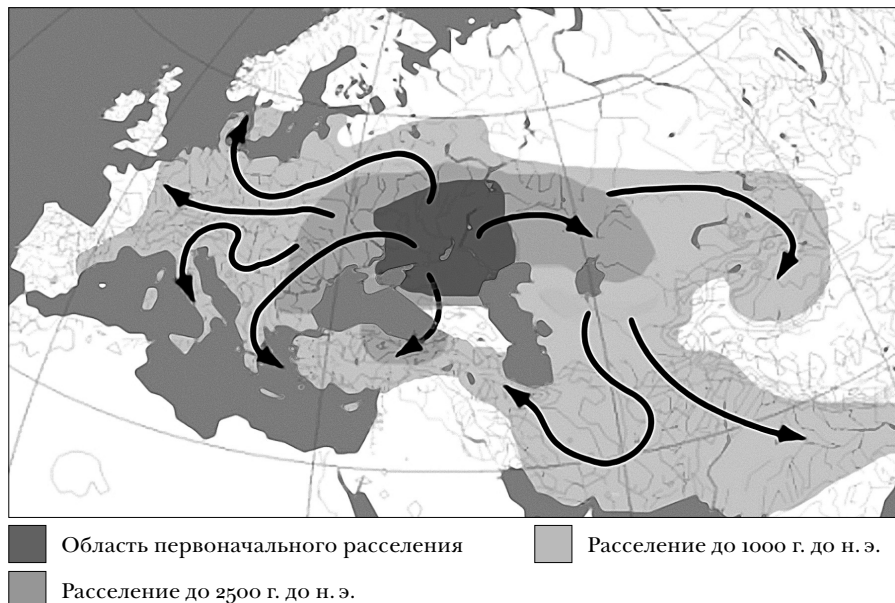 Область первоначального расселения
Расселение до 1000 г. до н. э.
Расселение до 2500 г. до н. э.